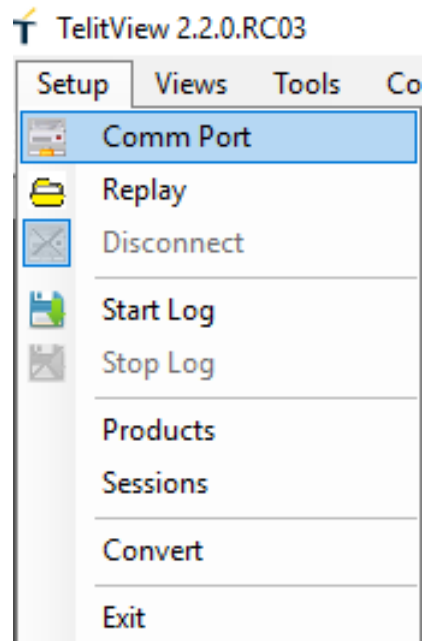 TelitView 2.2.0.RC03
Setup Views Tools Co
Comm Port
Replay
Disconnect
Start Log
Stop Log
Products
Sessions
Convert
Exit